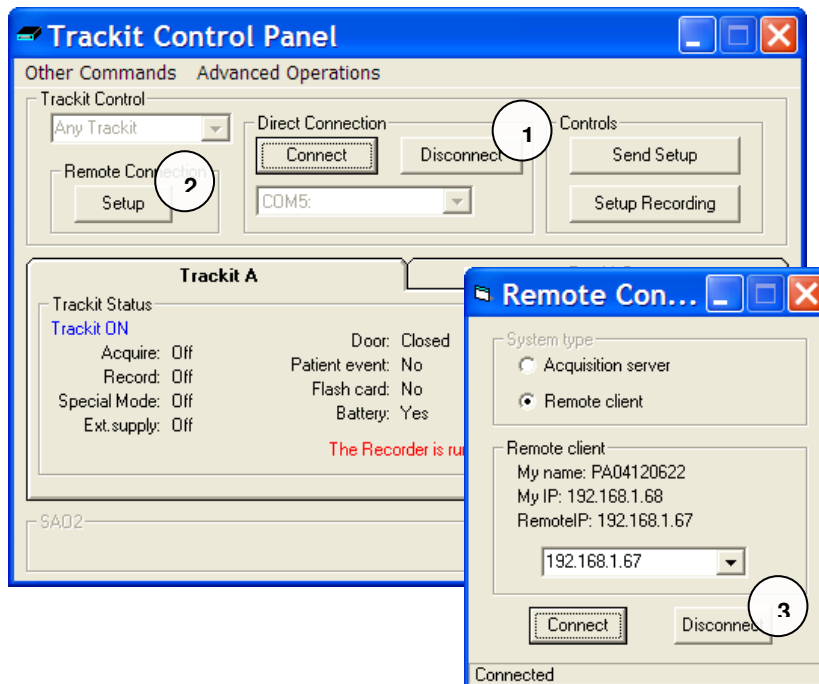 Trackit Control Panel
Other Commands Advanced Operations
Trackit Control
Any Trackit
Direct Connection
Controls
1
Connect
Disconnect
Send Setup
Remote Connection
2
Setup
COM5:
Setup Recording
Trackit A
Trackit Status
Trackit ON
Acquire: Off
Record: Off
Special Mode: Off
Ext.supply: Off
Door: Closed
Patient event: No
Flash card: No
Battery: Yes
The Recorder is
SAO2
Remote Con...
System type
Acquisition server
Remote client
Remote client
My name: PA04120622
My IP: 192.168.1.68
RemoteIP: 192.168.1.67
192.168.1.67
3
Connect
Disconnect
Connected